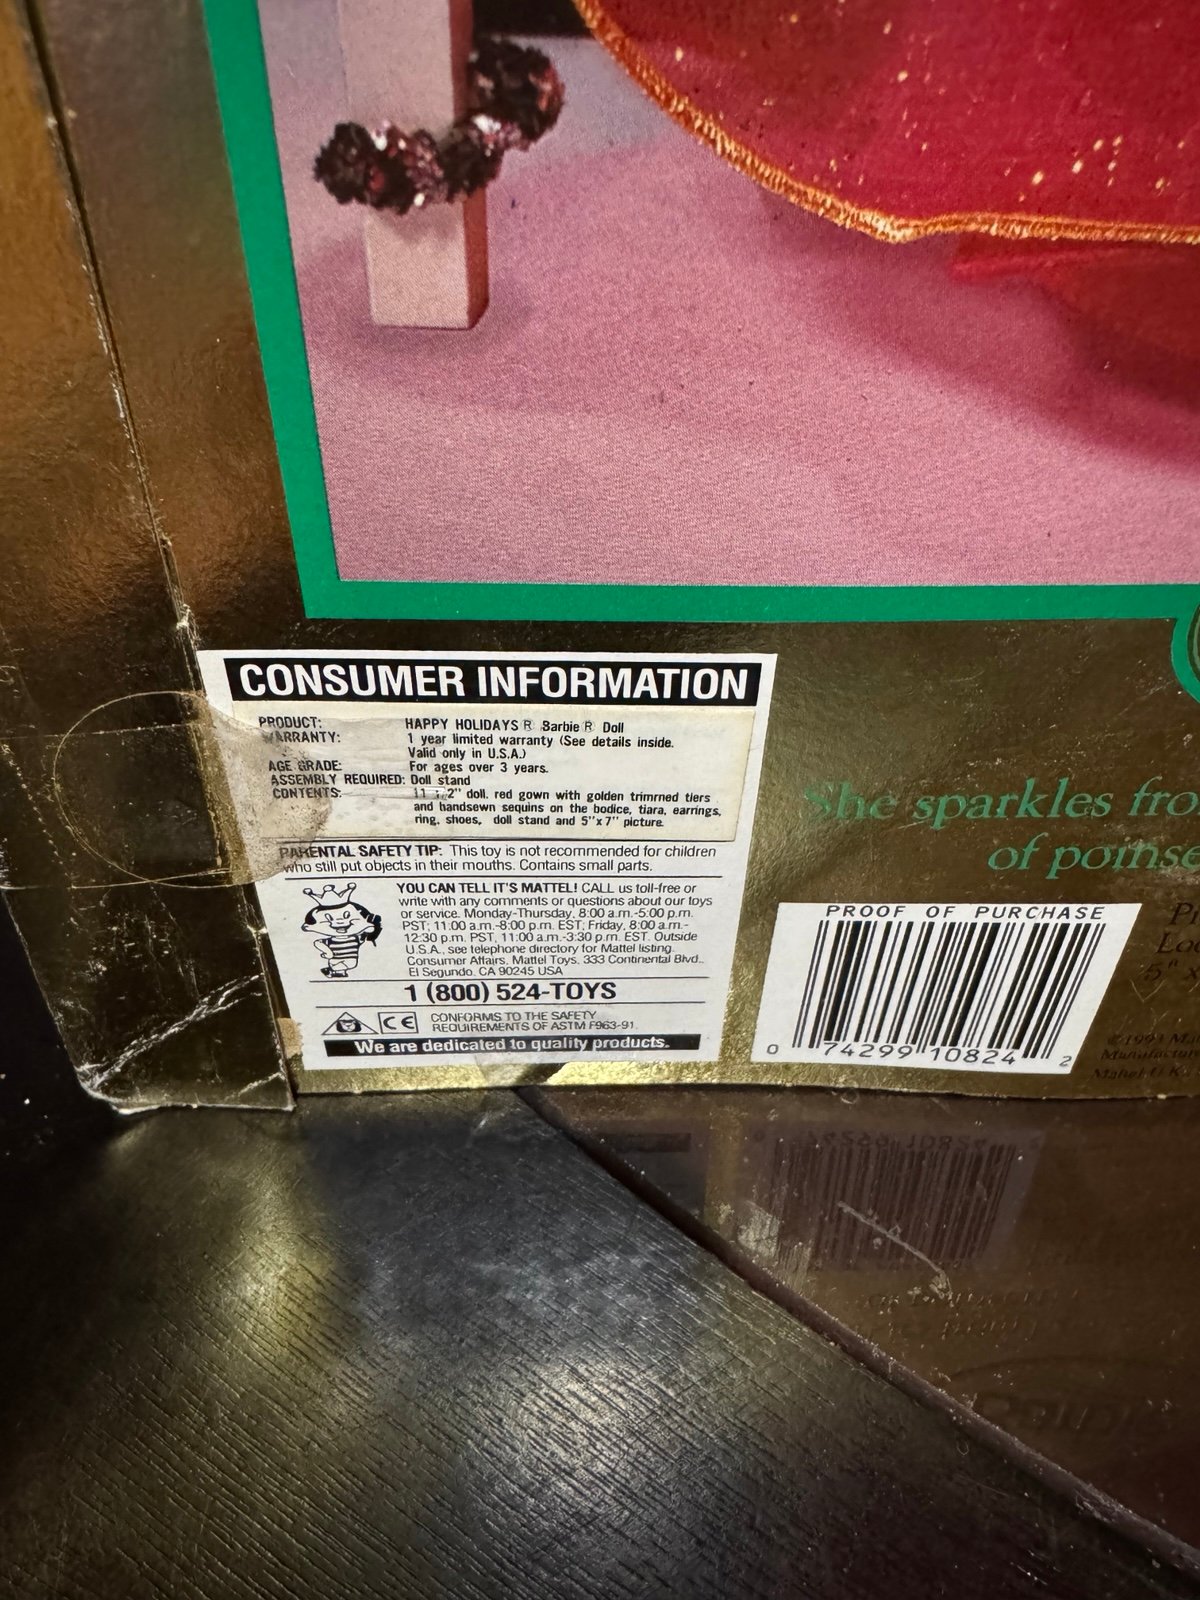 CONSUMER INFORMATION
PRODUCT: HAPPY HOLIDAYS® Barbie® Doll
WARRANTY: 1 year limited warranty (See details inside.
Valid only in U.S.A.)
AGE GRADE: For ages over 3 years.
ASSEMBLY REQUIRED: Doll stand
CONTENTS: 11 1/2" doll, red gown with golden trimmed tiers
and handsewn sequins on the bodice, tiara, earrings,
ring, shoes, doll stand and 5"x7" picture.
PARENTAL SAFETY TIP: This toy is not recommended for children
who still put objects in their mouths. Contains small parts.
YOU CAN TELL IT'S MATTEL! CALL us toll-free or
write with any comments or questions about our toys
or service. Monday-Thursday, 8:00 a.m.-5:00 p.m.
PST; 11:00 a.m.-8:00 p.m. EST; Friday, 8:00 a.m.-
12:30 p.m. PST, 11:00 a.m.-3:30 p.m. EST. Outside
U.S.A., see telephone directory for Mattel listing.
Consumer Affairs, Mattel Toys, 333 Continental Blvd.,
El Segundo, CA 90245 USA
1 (800) 524-TOYS
CE CONFORMS TO THE SAFETY
REQUIREMENTS OF ASTM F963-91.
We are dedicated to quality products.
She sparkles fro
of poinse
PROOF OF PURCHASE
0 74299 10824 2